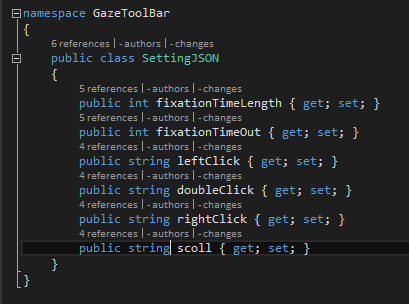 namespace GazeToolBar
{
6 references | - authors | - changes
public class SettingJSON
{
5 references | - authors | - changes
public int fixationTimeLength { get; set; }
5 references | - authors | - changes
public int fixationTimeOut { get; set; }
4 references | - authors | - changes
public string leftClick { get; set; }
4 references | - authors | - changes
public string doubleClick { get; set; }
4 references | - authors | - changes
public string rightClick { get; set; }
4 references | - authors | - changes
public string scoll { get; set; }
}
}